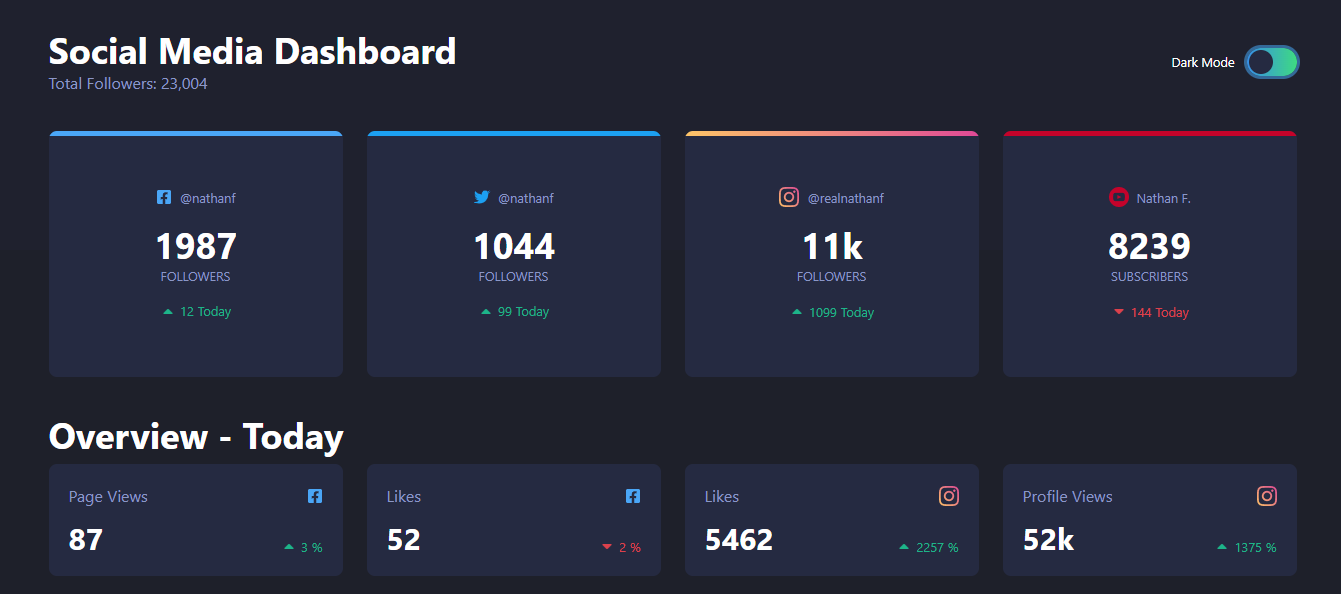 Social Media Dashboard
Total Followers: 23,004
Dark Mode
@nathanf
1987
FOLLOWERS
12 Today
@nathanf
1044
FOLLOWERS
99 Today
@realnathanf
11k
FOLLOWERS
1099 Today
Nathan F.
8239
SUBSCRIBERS
144 Today
Overview - Today
Page Views
87
3 %
Likes
52
2 %
Likes
5462
2257 %
Profile Views
52k
1375 %